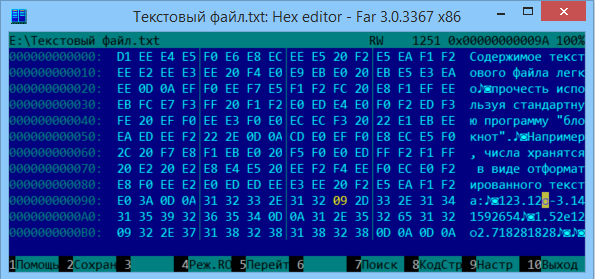 Текстовый файл.txt: Hex editor - Far 3.0.3367 x86
E:\Текстовый файл.txt RW 1251 0x00000000009A 100%
000000000000: D1 EE E4 E5 F0 E6 E8 EC EE E5 20 F2 E5 EA F1 F2 Содержимое текст
000000000010: EE E2 EE E3 EE 20 F4 E0 E9 EB E0 20 EB E5 E3 EA ового файла легк
000000000020: EE 0D 0A EF F0 EE F7 E5 F1 F2 FC 20 E8 F1 EF EE о♪◙прочесть испо
000000000030: EB FC E7 F3 FF 20 F1 F2 E0 ED E4 E0 F0 F2 ED F3 льзуя стандартну
000000000040: FE 20 EF F0 EE E3 F0 E0 EC EC F3 20 22 E1 EB EE ю программу "бло
000000000050: EA ED EE F2 22 2E 0D 0A CD E0 EF F0 E8 EC E5 F0 кнот".♪◙Например
000000000060: 2C 20 F7 E8 F1 EB E0 20 F5 F0 E0 ED FF F2 F1 FF , числа хранятся
000000000070: 20 E2 20 E2 E8 E4 E5 20 EE F2 F4 EE F0 EC E0 F2 в виде отформат
000000000080: E8 F0 EE E2 E0 ED ED EE E3 EE 20 F2 E5 EA F1 F2 ированного текст
000000000090: E0 3A 0D 0A 31 32 33 2E 31 32 09 2D 33 2E 31 34 а:♪◙123.12○-3.14
0000000000A0: 31 35 39 32 36 35 34 0D 0A 31 2E 35 32 65 31 32 1592654♪◙1.52e12
0000000000B0: 09 32 2E 37 31 38 32 38 31 38 32 38 0D 0A 0D 0A ○2.718281828♪◙♪◙
1Помощь 2Сохран 3 4Реж.RO 5Перейт 6 7Поиск 8КодСтр 9Настр 10Выход